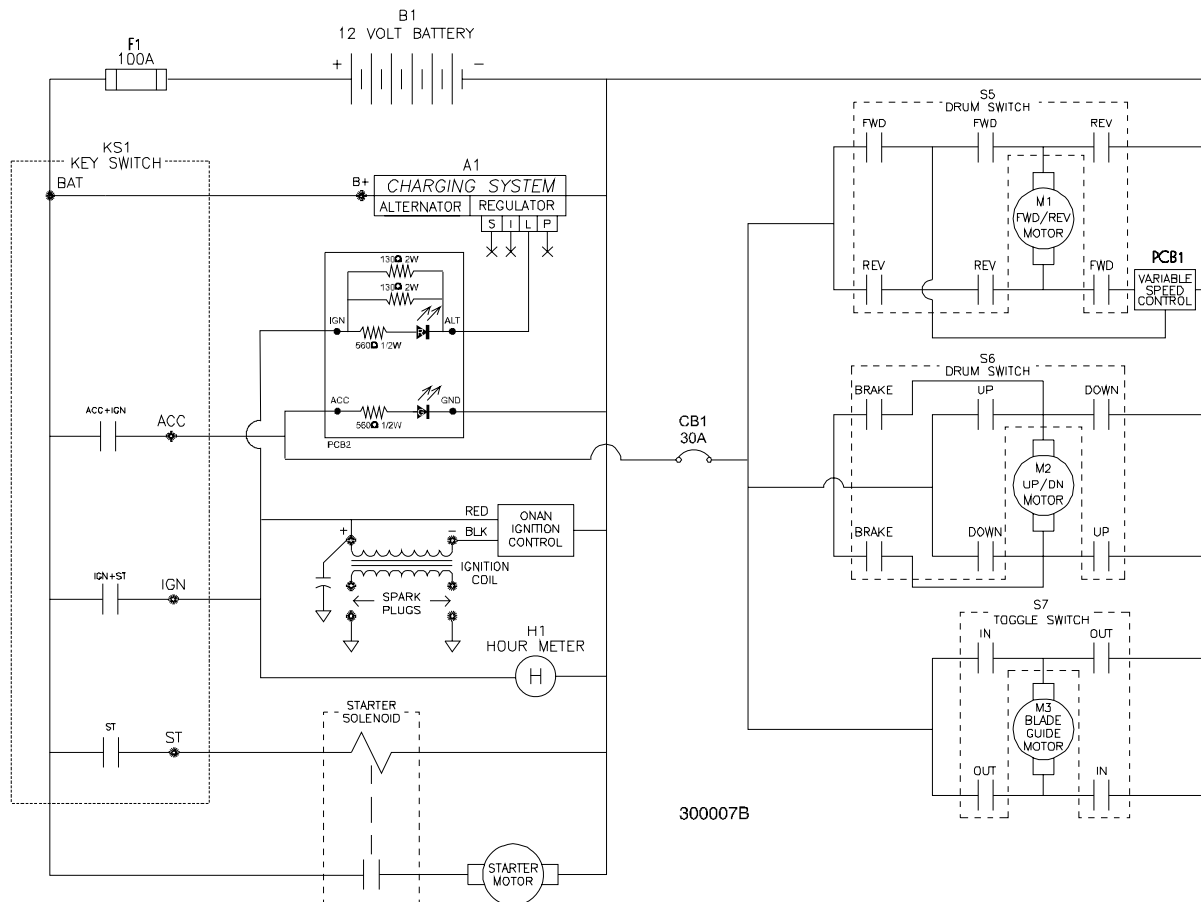 F1
100A
B1
12 VOLT BATTERY
+
−
KS1
KEY SWITCH
BAT
A1
B+
CHARGING SYSTEM
ALTERNATOR
REGULATOR
S
I
L
P
130Ω 2W
130Ω 2W
IGN
ALT
560Ω 1/2W
ACC
GND
560Ω 1/2W
PCB2
ACC+IGN
ACC
RED
BLK
ONAN
IGNITION
CONTROL
+
−
IGNITION
COIL
IGN+ST
IGN
SPARK
PLUGS
H1
HOUR METER
H
STARTER
SOLENOID
ST
ST
STARTER
MOTOR
CB1
30A
S5
DRUM SWITCH
FWD
FWD
REV
M1
FWD/REV
MOTOR
REV
REV
FWD
PCB1
VARIABLE
SPEED
CONTROL
S6
DRUM SWITCH
BRAKE
UP
DOWN
M2
UP/DN
MOTOR
BRAKE
DOWN
UP
S7
TOGGLE SWITCH
IN
OUT
M3
BLADE
GUIDE
MOTOR
OUT
IN
300007B